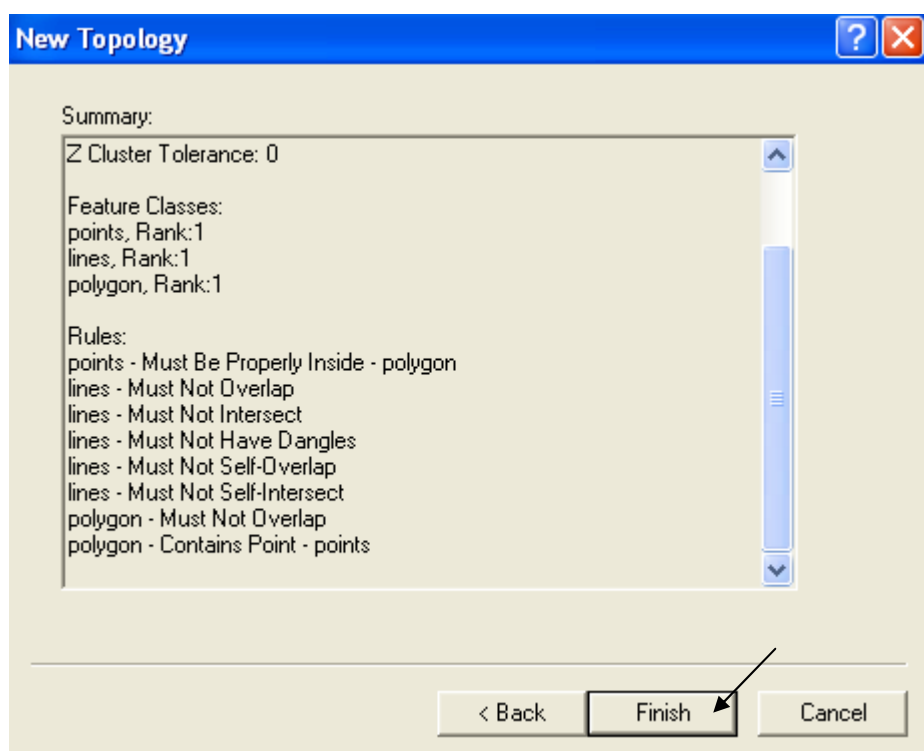 New Topology
Summary:
Z Cluster Tolerance: 0
Feature Classes:
points, Rank:1
lines, Rank:1
polygon, Rank:1
Rules:
points - Must Be Properly Inside - polygon
lines - Must Not Overlap
lines - Must Not Intersect
lines - Must Not Have Dangles
lines - Must Not Self-Overlap
lines - Must Not Self-Intersect
polygon - Must Not Overlap
polygon - Contains Point - points
< Back Finish Cancel